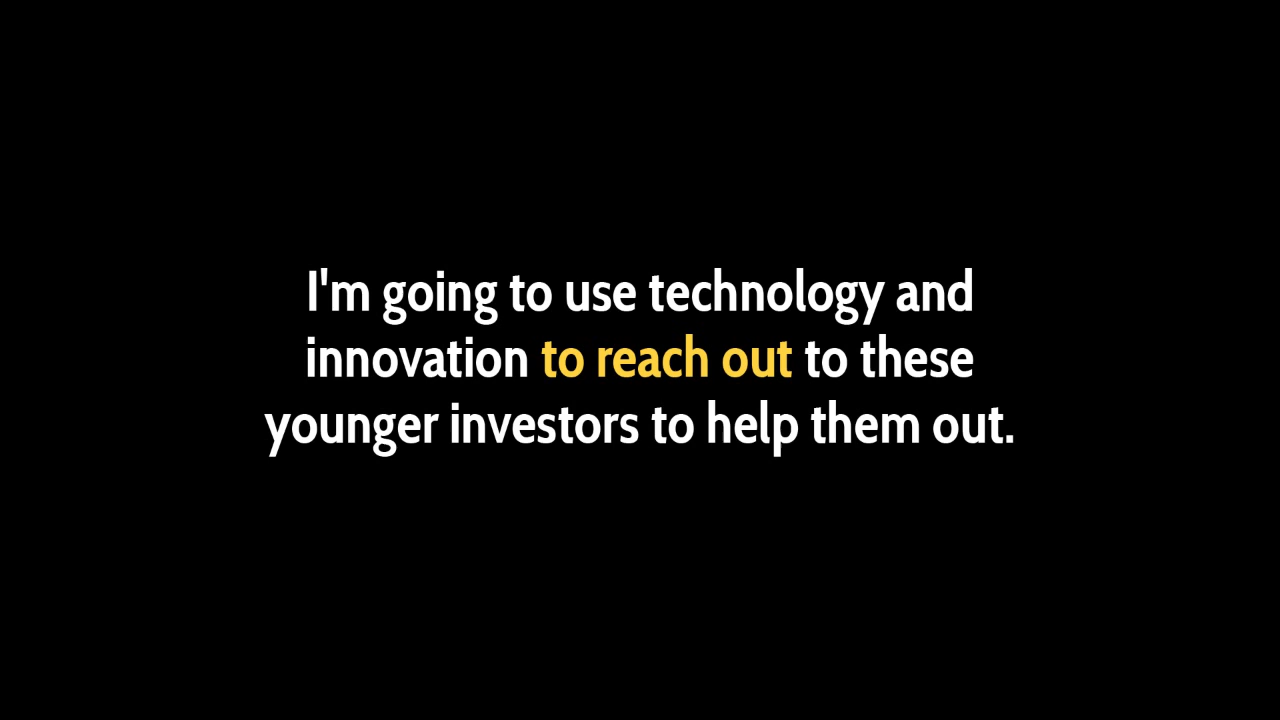 I'm going to use technology and
innovation to reach out to these
younger investors to help them out.